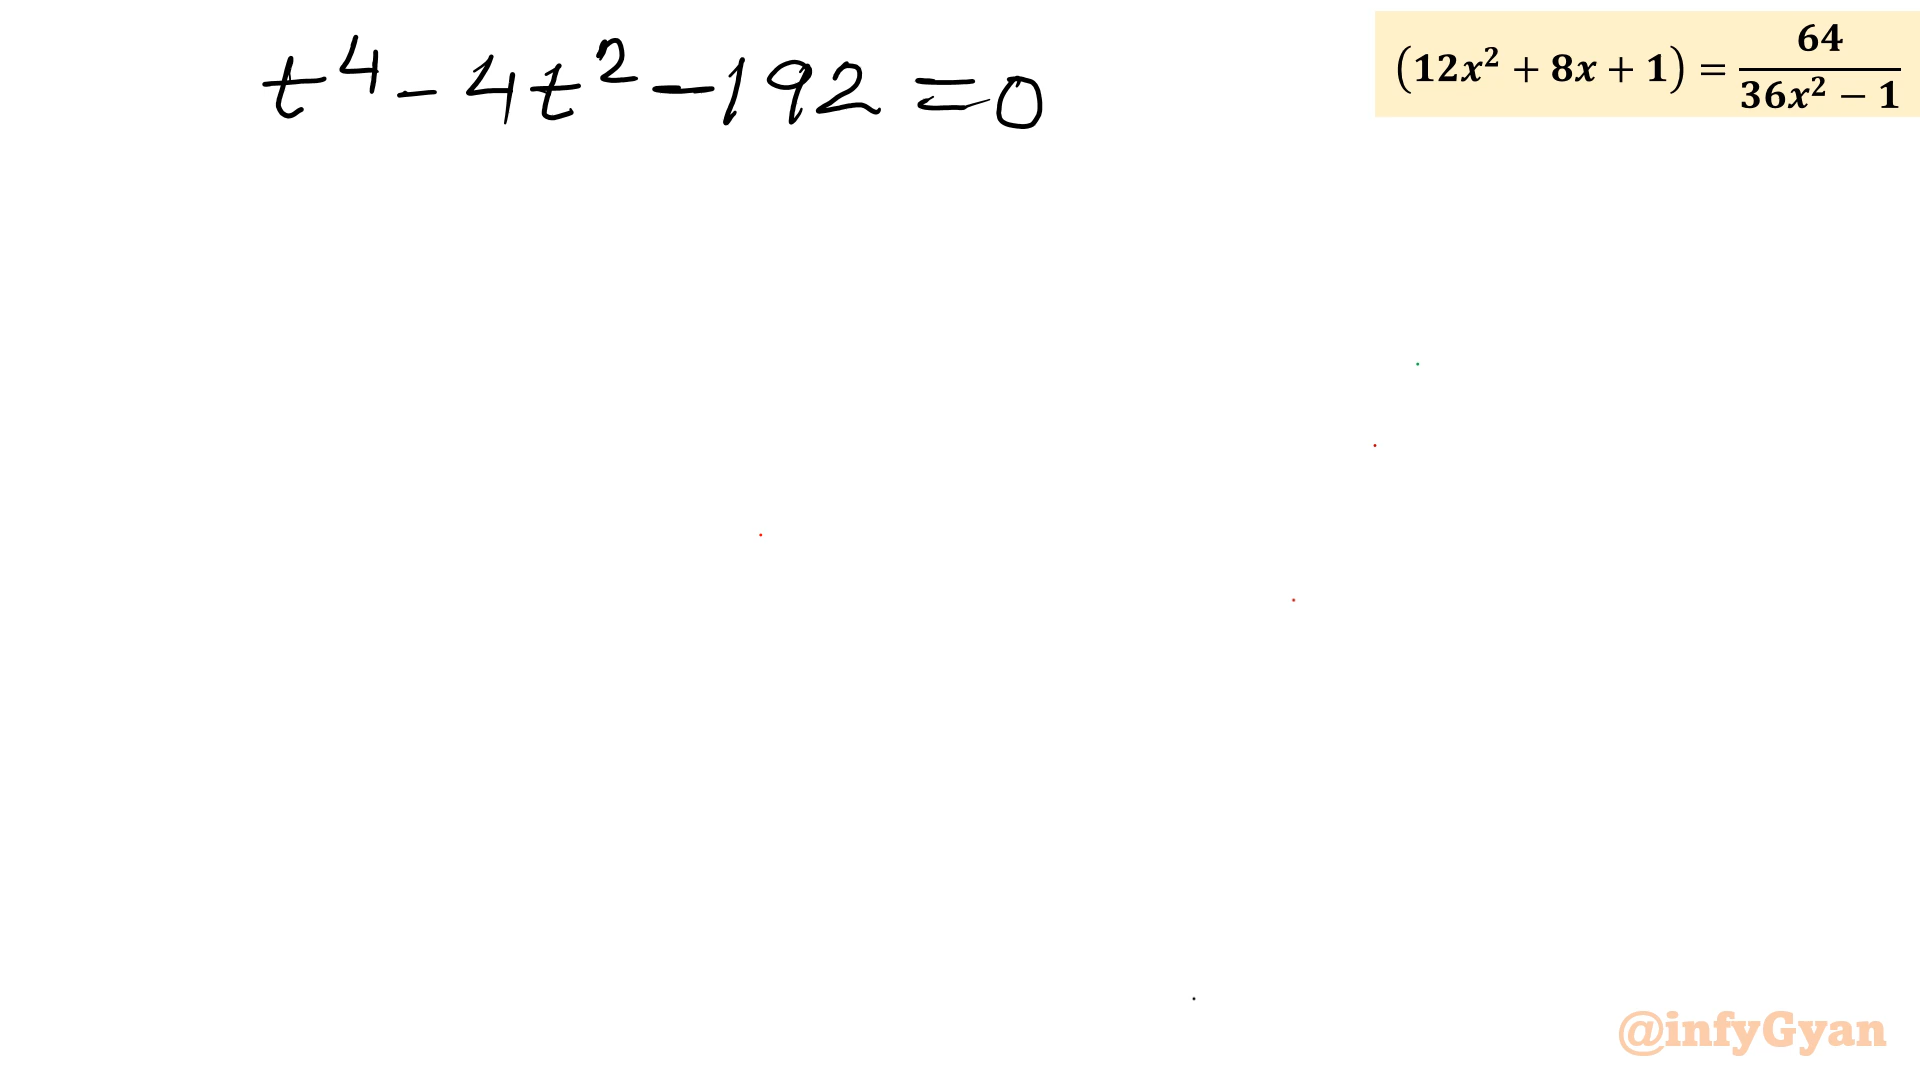 t⁴ - 4t² - 192 = 0
(12x² + 8x + 1) = 64 / (36x² − 1)
@infyGyan